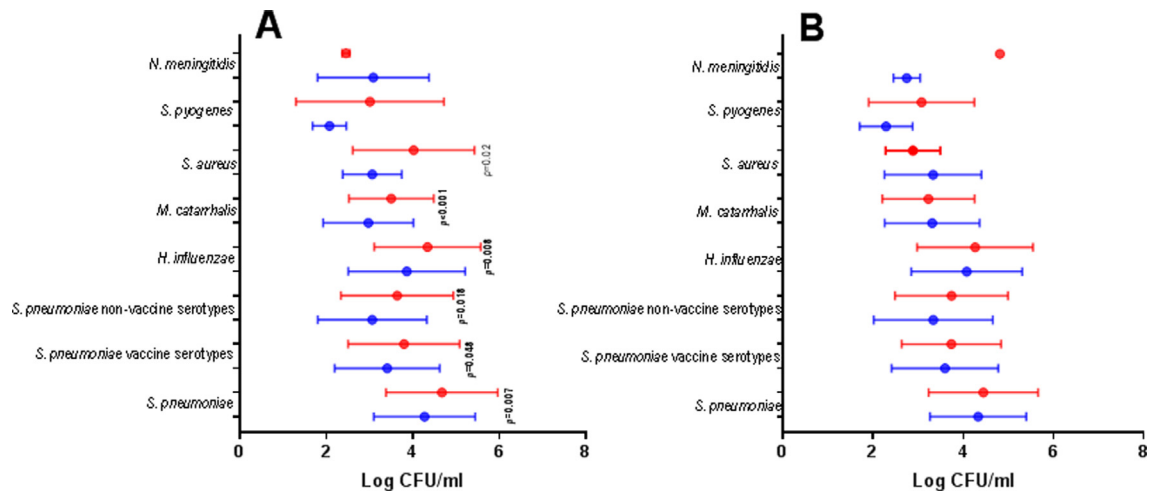 A
N. meningitidis
S. pyogenes
S. aureus
p=0.02
M. catarrhalis
p<0.001
H. influenzae
p=0.008
S. pneumoniae non-vaccine serotypes
p=0.018
S. pneumoniae vaccine serotypes
p=0.048
S. pneumoniae
p=0.007
0 2 4 6 8
Log CFU/ml
B
N. meningitidis
S. pyogenes
S. aureus
M. catarrhalis
H. influenzae
S. pneumoniae non-vaccine serotypes
S. pneumoniae vaccine serotypes
S. pneumoniae
0 2 4 6 8
Log CFU/ml